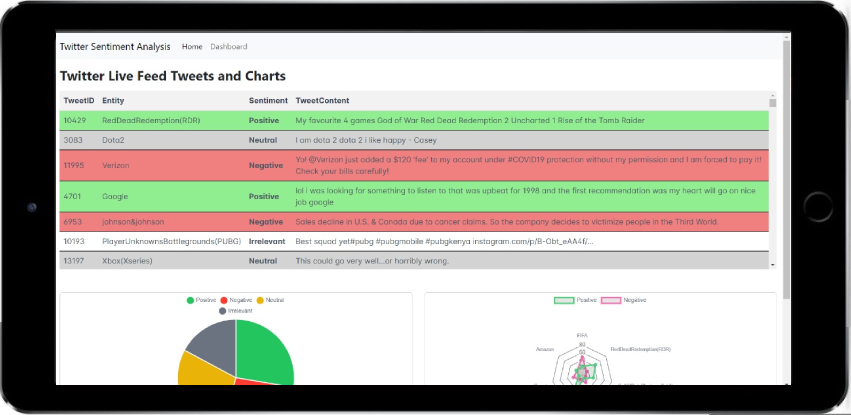 Twitter Sentiment Analysis Home Dashboard
Twitter Live Feed Tweets and Charts
TweetID Entity Sentiment TweetContent
10429 RedDeadRedemption(RDR) Positive My favourite 4 games God of War Red Dead Redemption 2 Uncharted 1 Rise of the Tomb Raider
3083 Dota2 Neutral I am dota 2 dota 2 i like happy - Casey
11995 Verizon Negative Yo! @Verizon just added a $120 'fee' to my account under #COVID19 protection without my permission and I am forced to pay it!
Check your bills carefully!
4701 Google Positive lol i was looking for something to listen to that was upbeat for 1998 and the first recommendation was my heart will go on nice
job google
6953 johnson&johnson Negative Sales decline in U.S. & Canada due to cancer claims. So the company decides to victimize people in the Third World.
10193 PlayerUnknownsBattlegrounds(PUBG) Irrelevant Best squad yet#pubg #pubgmobile #pubgkenya instagram.com/p/B-Obt_eAA4f/...
13197 Xbox(Xseries) Neutral This could go very well...or horribly wrong.
Positive Negative Neutral
Irrelevant
Positive Negative
FIFA
Amazon 80 RedDeadRedemption(RDR)
60